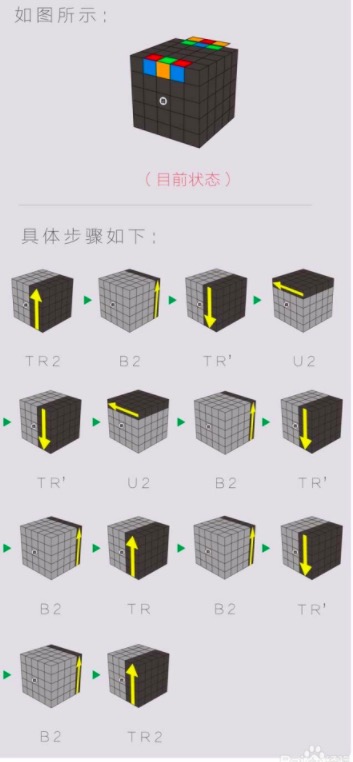 如图所示：
（目前状态）
具体步骤如下：
TR2 B2 TR' U2
TR' U2 B2 TR'
B2 TR B2 TR'
B2 TR2